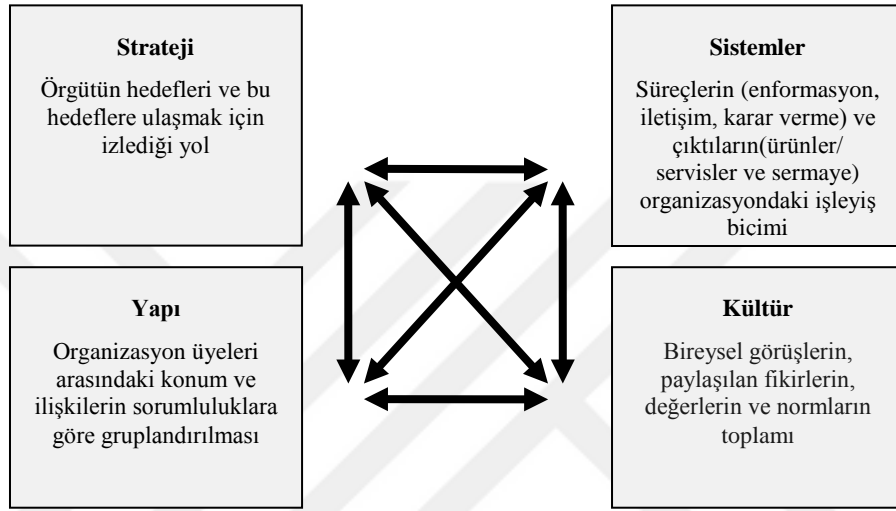 Strateji
Örgütün hedefleri ve bu
hedeflere ulaşmak için
izlediği yol
Sistemler
Süreçlerin (enformasyon,
iletişim, karar verme) ve
çıktıların(ürünler/
servisler ve sermaye)
organizasyondaki işleyiş
bicimi
Yapı
Organizasyon üyeleri
arasındaki konum ve
ilişkilerin sorumluluklara
göre gruplandırılması
Kültür
Bireysel görüşlerin,
paylaşılan fikirlerin,
değerlerin ve normların
toplamı